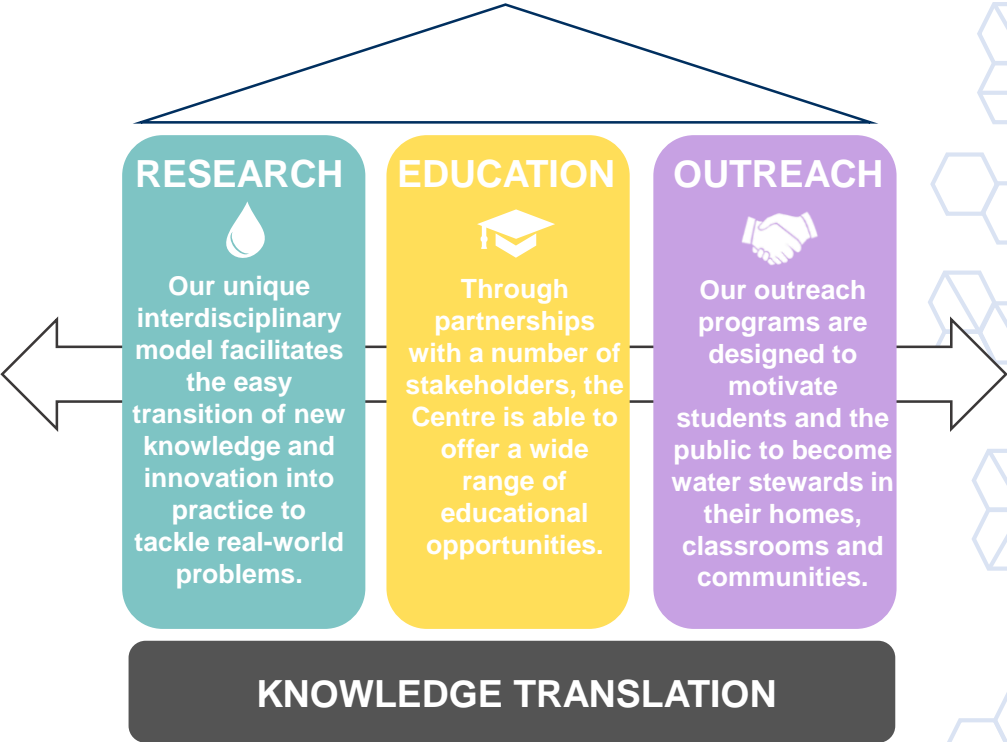 RESEARCH
Our unique
interdisciplinary
model facilitates
the easy
transition of new
knowledge and
innovation into
practice to
tackle real-world
problems.
EDUCATION
Through
partnerships
with a number of
stakeholders, the
Centre is able to
offer a wide
range of
educational
opportunities.
OUTREACH
Our outreach
programs are
designed to
motivate
students and the
public to become
water stewards in
their homes,
classrooms and
communities.
KNOWLEDGE TRANSLATION